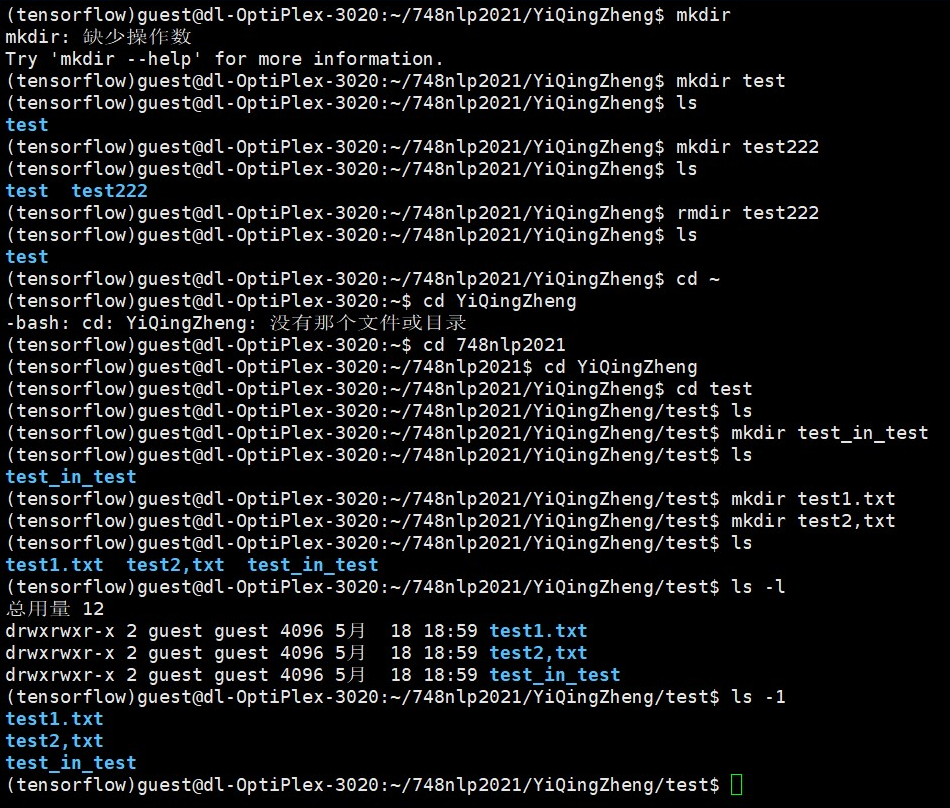 (tensorflow)guest@dl-OptiPlex-3020:~/748nlp2021/YiQingZheng$ mkdir
mkdir: 缺少操作数
Try 'mkdir --help' for more information.
(tensorflow)guest@dl-OptiPlex-3020:~/748nlp2021/YiQingZheng$ mkdir test
(tensorflow)guest@dl-OptiPlex-3020:~/748nlp2021/YiQingZheng$ ls
test
(tensorflow)guest@dl-OptiPlex-3020:~/748nlp2021/YiQingZheng$ mkdir test222
(tensorflow)guest@dl-OptiPlex-3020:~/748nlp2021/YiQingZheng$ ls
test  test222
(tensorflow)guest@dl-OptiPlex-3020:~/748nlp2021/YiQingZheng$ rmdir test222
(tensorflow)guest@dl-OptiPlex-3020:~/748nlp2021/YiQingZheng$ ls
test
(tensorflow)guest@dl-OptiPlex-3020:~/748nlp2021/YiQingZheng$ cd ~
(tensorflow)guest@dl-OptiPlex-3020:~$ cd YiQingZheng
-bash: cd: YiQingZheng: 没有那个文件或目录
(tensorflow)guest@dl-OptiPlex-3020:~$ cd 748nlp2021
(tensorflow)guest@dl-OptiPlex-3020:~/748nlp2021$ cd YiQingZheng
(tensorflow)guest@dl-OptiPlex-3020:~/748nlp2021/YiQingZheng$ cd test
(tensorflow)guest@dl-OptiPlex-3020:~/748nlp2021/YiQingZheng/test$ ls
(tensorflow)guest@dl-OptiPlex-3020:~/748nlp2021/YiQingZheng/test$ mkdir test_in_test
(tensorflow)guest@dl-OptiPlex-3020:~/748nlp2021/YiQingZheng/test$ ls
test_in_test
(tensorflow)guest@dl-OptiPlex-3020:~/748nlp2021/YiQingZheng/test$ mkdir test1.txt
(tensorflow)guest@dl-OptiPlex-3020:~/748nlp2021/YiQingZheng/test$ mkdir test2,txt
(tensorflow)guest@dl-OptiPlex-3020:~/748nlp2021/YiQingZheng/test$ ls
test1.txt  test2,txt  test_in_test
(tensorflow)guest@dl-OptiPlex-3020:~/748nlp2021/YiQingZheng/test$ ls -l
总用量 12
drwxrwxr-x 2 guest guest 4096 5月  18 18:59 test1.txt
drwxrwxr-x 2 guest guest 4096 5月  18 18:59 test2,txt
drwxrwxr-x 2 guest guest 4096 5月  18 18:59 test_in_test
(tensorflow)guest@dl-OptiPlex-3020:~/748nlp2021/YiQingZheng/test$ ls -1
test1.txt
test2,txt
test_in_test
(tensorflow)guest@dl-OptiPlex-3020:~/748nlp2021/YiQingZheng/test$